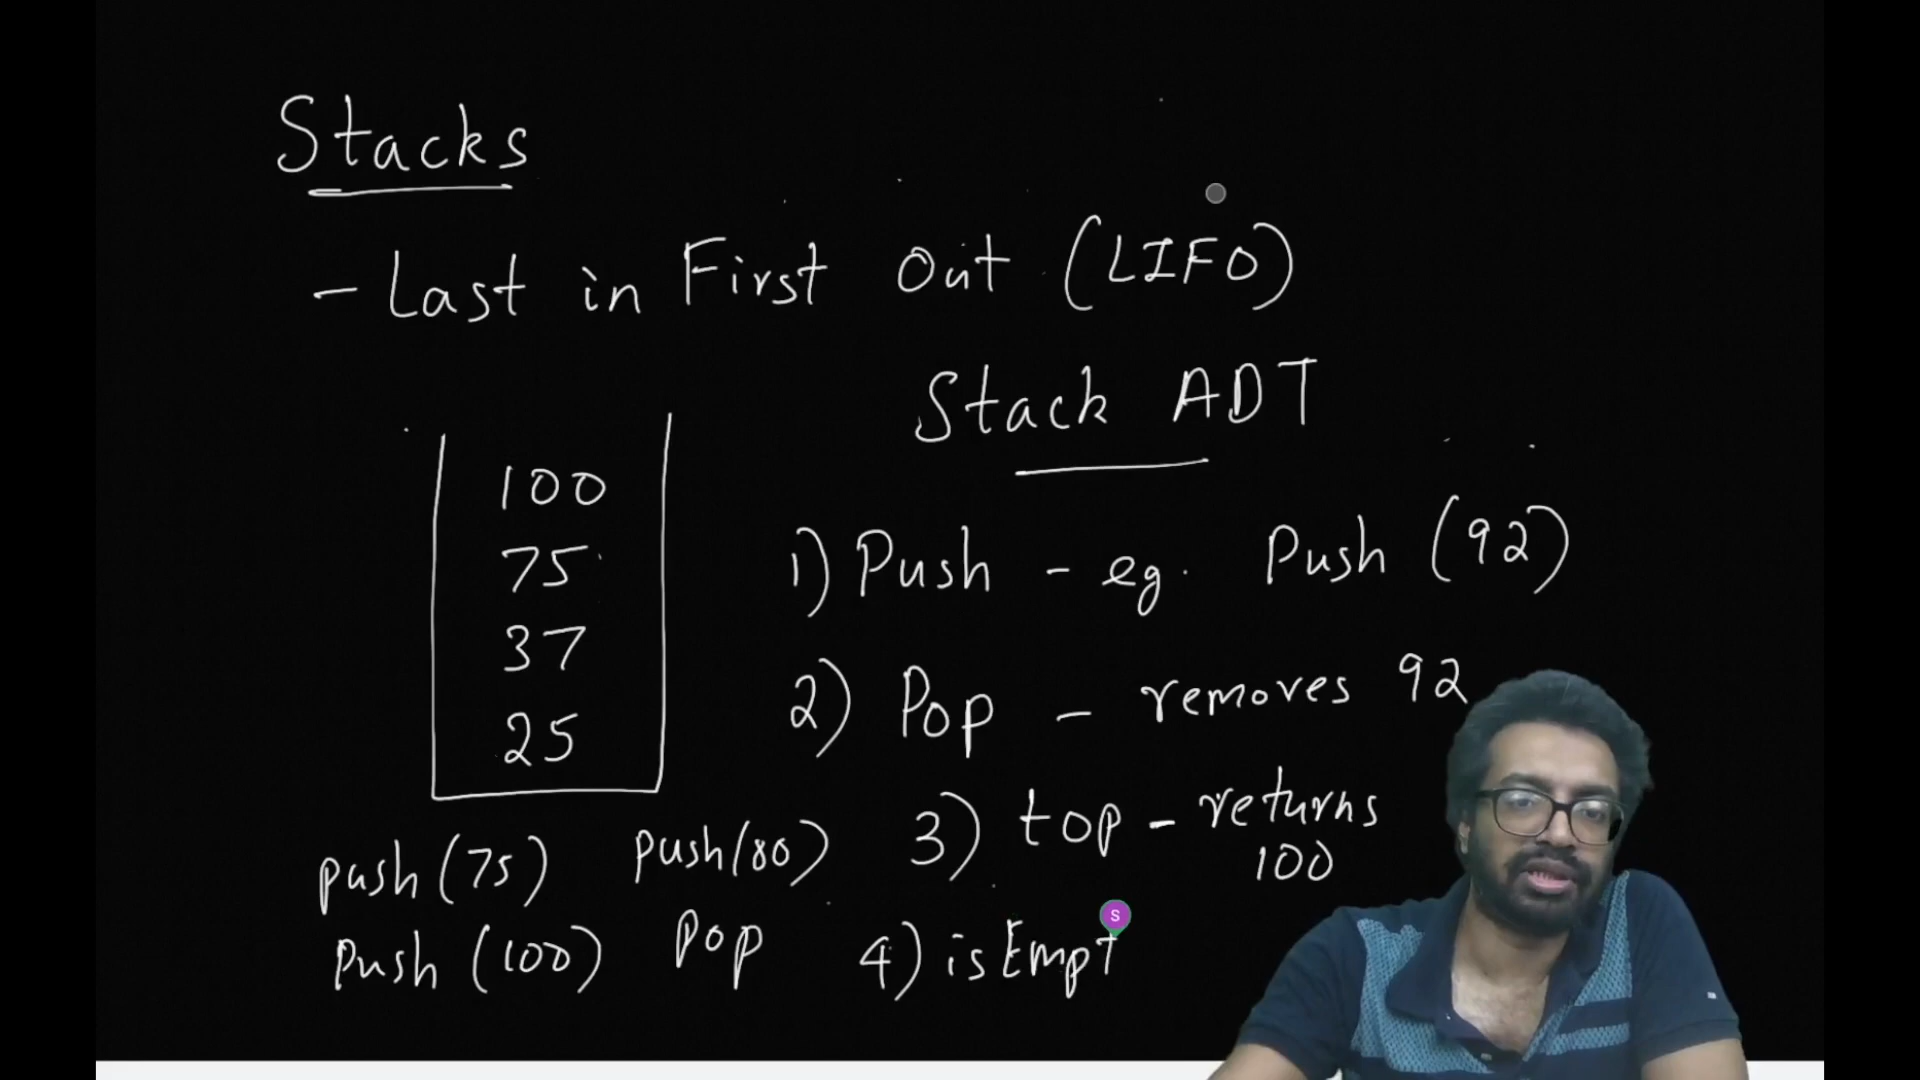 Stacks
- Last in First Out (LIFO)
Stack ADT
100
75
37
25
1) Push - eg. Push (92)
2) Pop - removes 92
3) top - returns
100
push (75) push(80)
Push (100) Pop
4) isEmpt
S